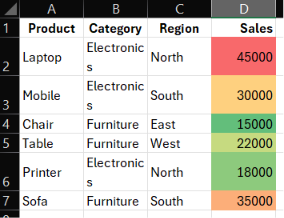 A B C D
1 Product Category Region Sales
2 Laptop Electronics North 45000
3 Mobile Electronics South 30000
4 Chair Furniture East 15000
5 Table Furniture West 22000
6 Printer Electronics North 18000
7 Sofa Furniture South 35000